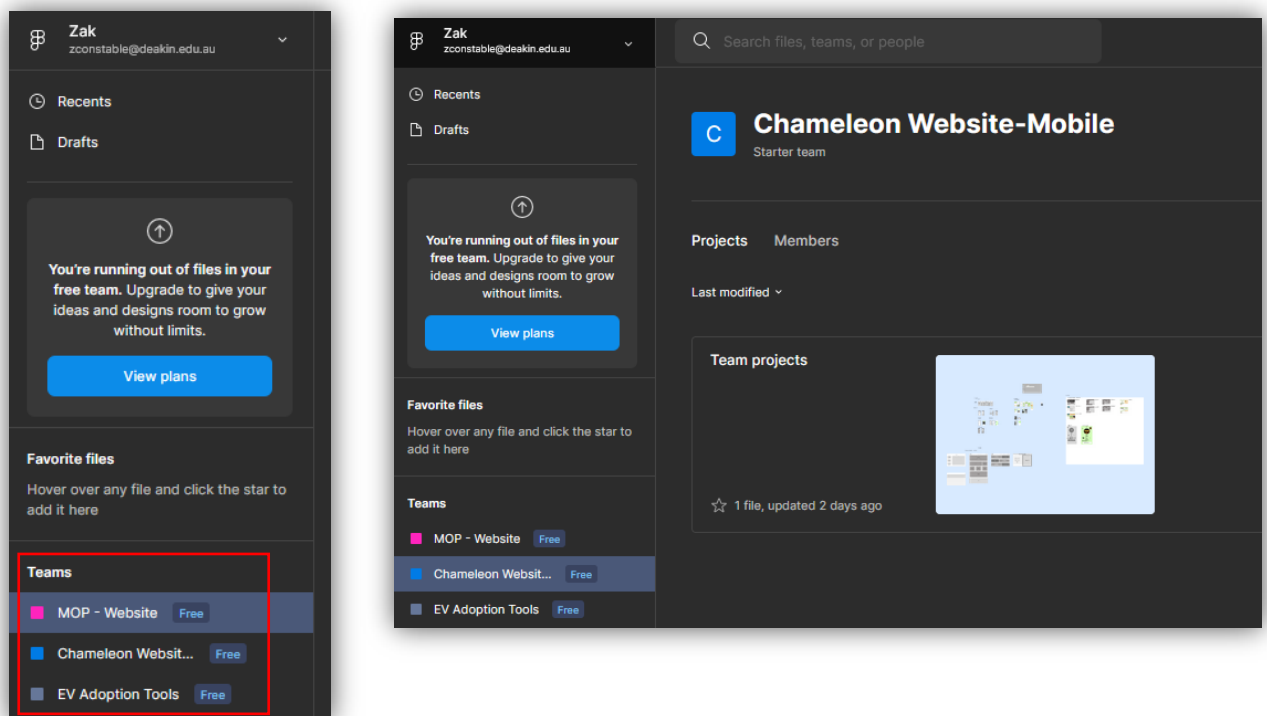 Zak
zconstable@deakin.edu.au
Recents
Drafts
You're running out of files in your
free team. Upgrade to give your
ideas and designs room to grow
without limits.
View plans
Favorite files
Hover over any file and click the star to
add it here
Teams
MOP - Website Free
Chameleon Websit... Free
EV Adoption Tools Free
Zak
zconstable@deakin.edu.au
Recents
Drafts
You're running out of files in your
free team. Upgrade to give your
ideas and designs room to grow
without limits.
View plans
Favorite files
Hover over any file and click the star to
add it here
Teams
MOP - Website Free
Chameleon Websit... Free
EV Adoption Tools Free
Search files, teams, or people
C
Chameleon Website-Mobile
Starter team
Projects Members
Last modified
Team projects
1 file, updated 2 days ago